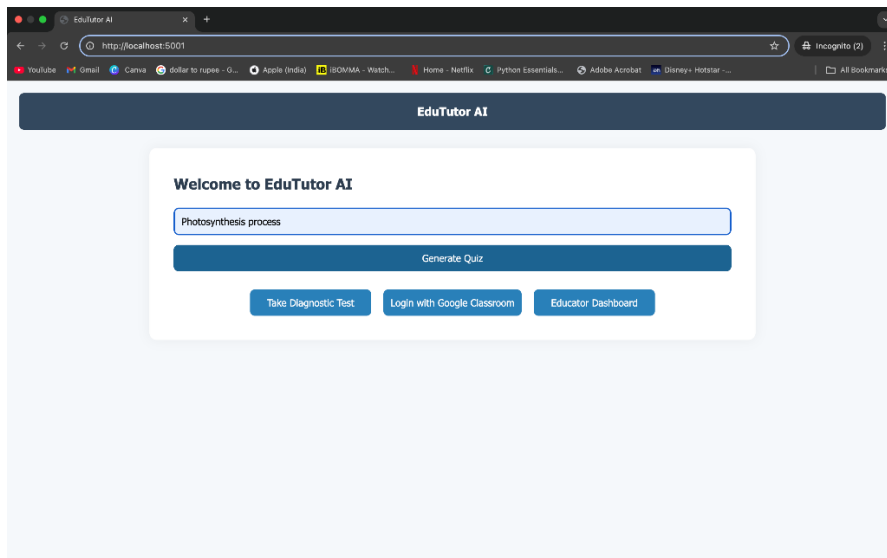 EduTutor AI
http://localhost:5001
Incognito (2)
YouTube Gmail Canva dollar to rupee - G... Apple (India) iB iBOMMA - Watch... Home - Netflix Python Essentials... Adobe Acrobat Disney+ Hotstar -... All Bookmarks
EduTutor AI
Welcome to EduTutor AI
Photosynthesis process
Generate Quiz
Take Diagnostic Test Login with Google Classroom Educator Dashboard